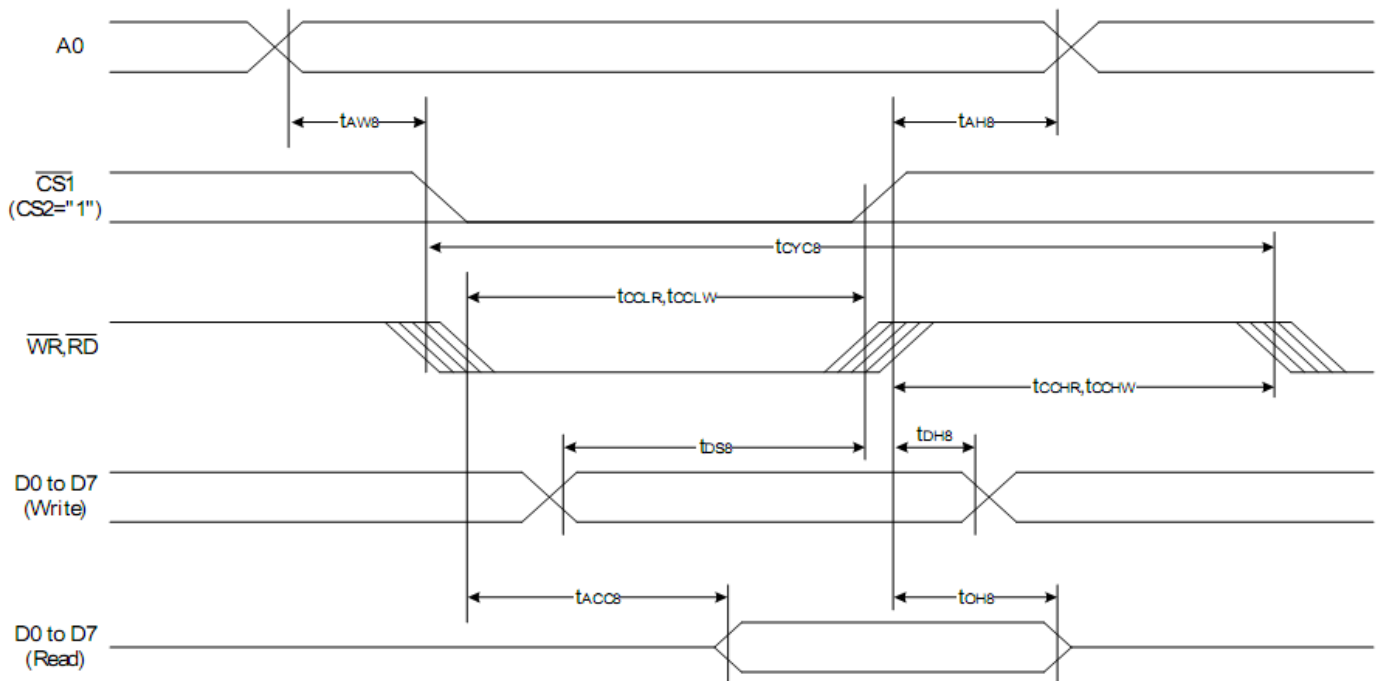 A0
tAW8
tAH8
CS1
(CS2="1")
tCYC8
tCCLR,tCCLW
WR,RD
tCCHR,tCCHW
tDS8
tDH8
D0 to D7
(Write)
tACC8
tOH8
D0 to D7
(Read)